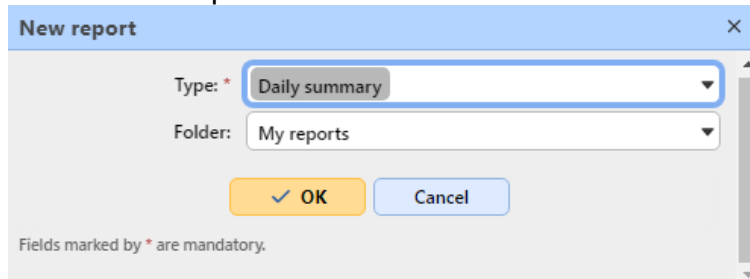 New report
Type: * Daily summary
Folder: My reports
OK Cancel
Fields marked by * are mandatory.